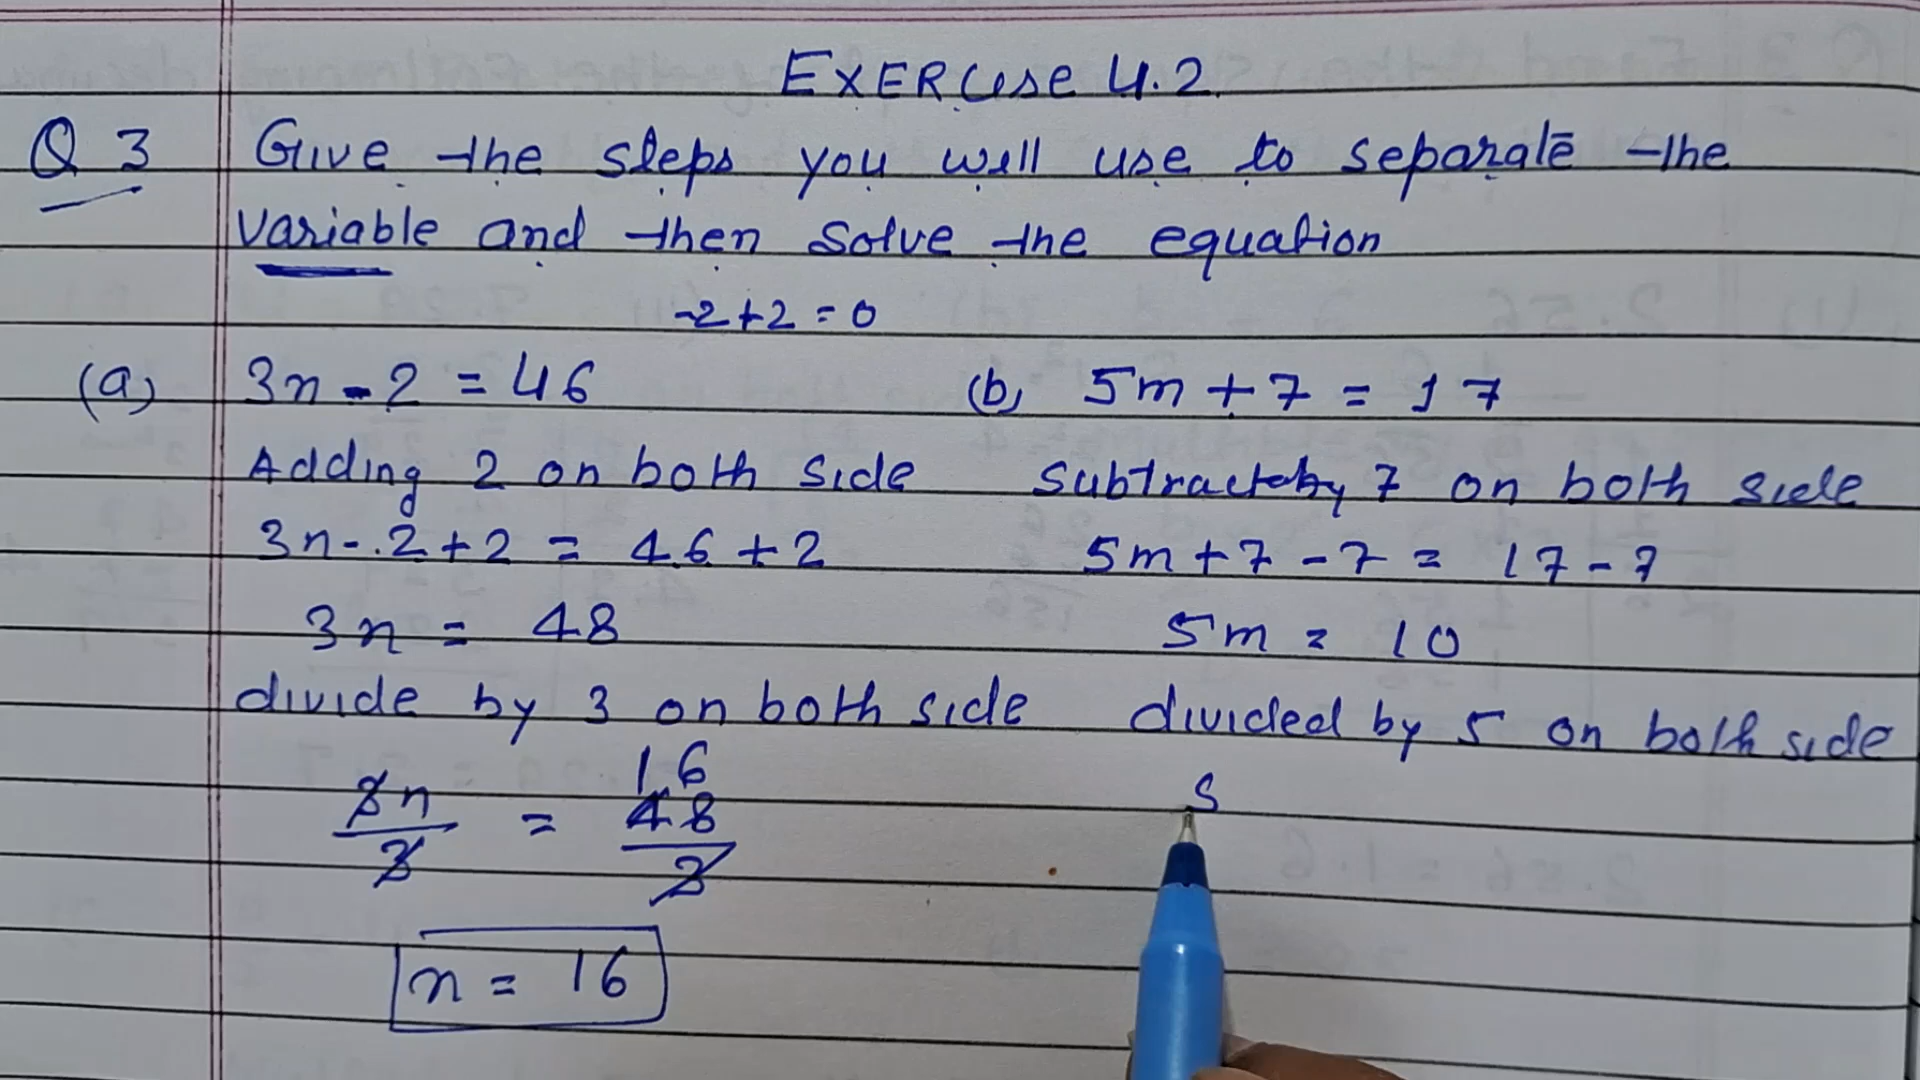 EXERCISE 4.2
Q 3 Give the steps you will use to separate the
variable and then solve the equation
-2+2=0
(a) 3n-2=46
(b) 5m+7=17
Adding 2 on both side
3n-2+2=46+2
3n=48
divide by 3 on both side
16
3n/3 = 48/3
n=16
Subtract by 7 on both side
5m+7-7=17-7
5m=10
divided by 5 on both side
5